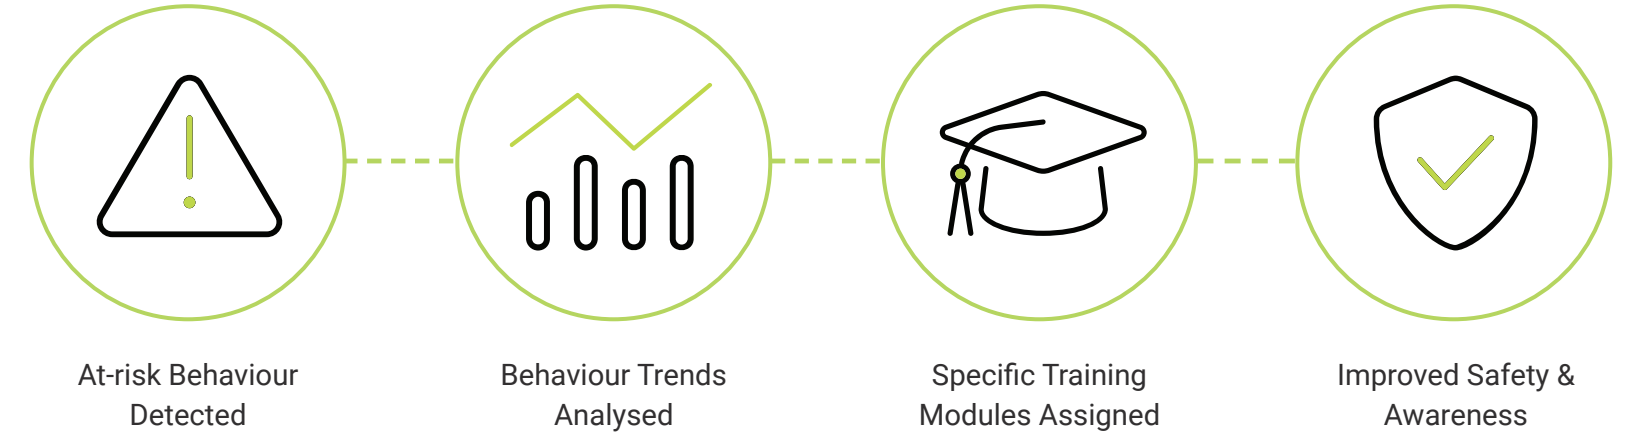 At-risk Behaviour
Detected
Behaviour Trends
Analysed
Specific Training
Modules Assigned
Improved Safety &
Awareness